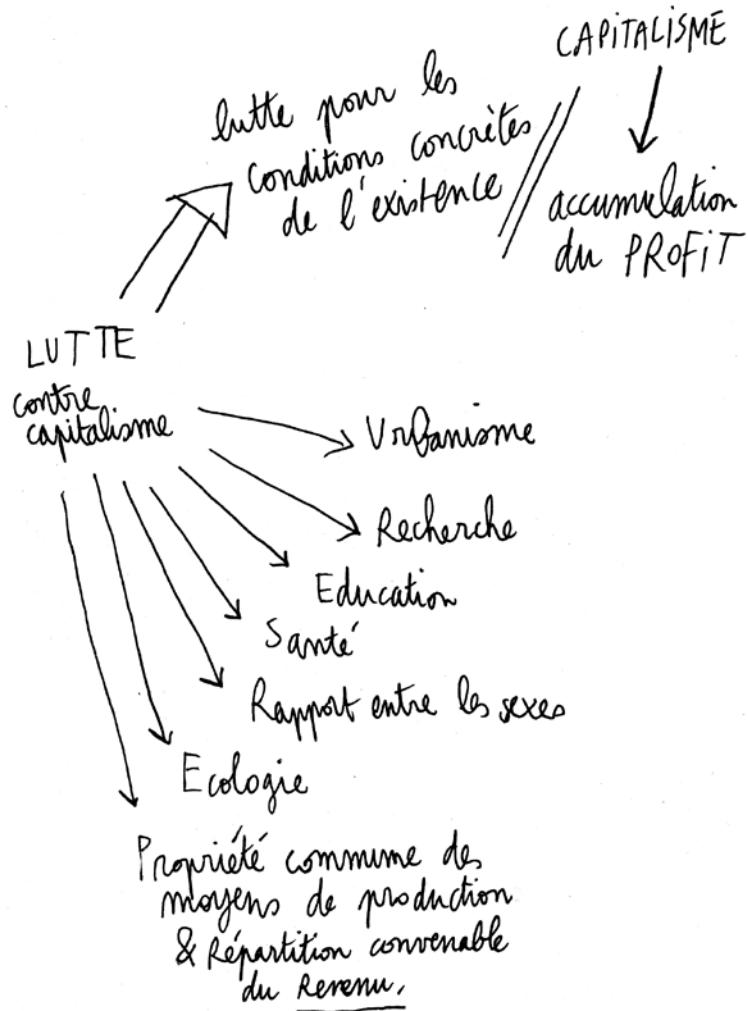 CAPITALISME
accumulation
du PROFIT
lutte pour les
conditions concrètes
de l'existence
LUTTE
contre
capitalisme
Urbanisme
Recherche
Education
Santé
Rapport entre les sexes
Ecologie
Propriété commune des
moyens de production
& Répartition convenable
du Revenu.